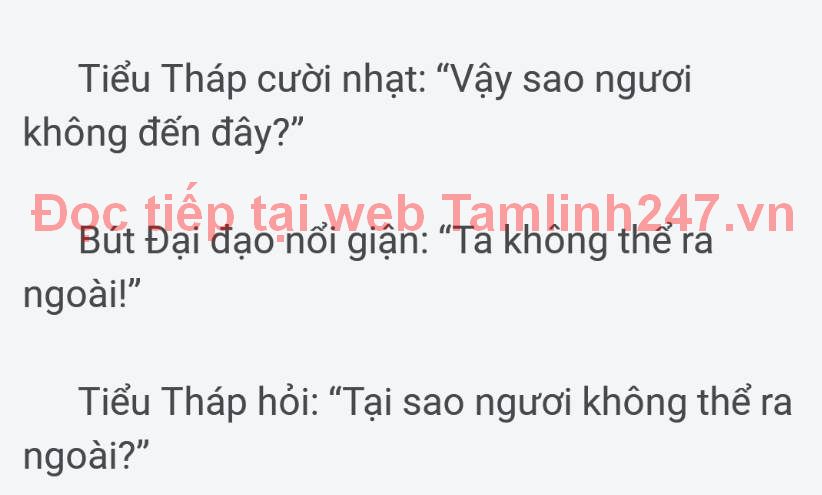 Tiểu Tháp cười nhạt: “Vậy sao ngươi
không đến đây?”
Đọc tiếp tại web Tamlinh247.vn
Bút Đại đạo nổi giận: “Ta không thể ra
ngoài!”
Tiểu Tháp hỏi: “Tại sao ngươi không thể ra
ngoài?”